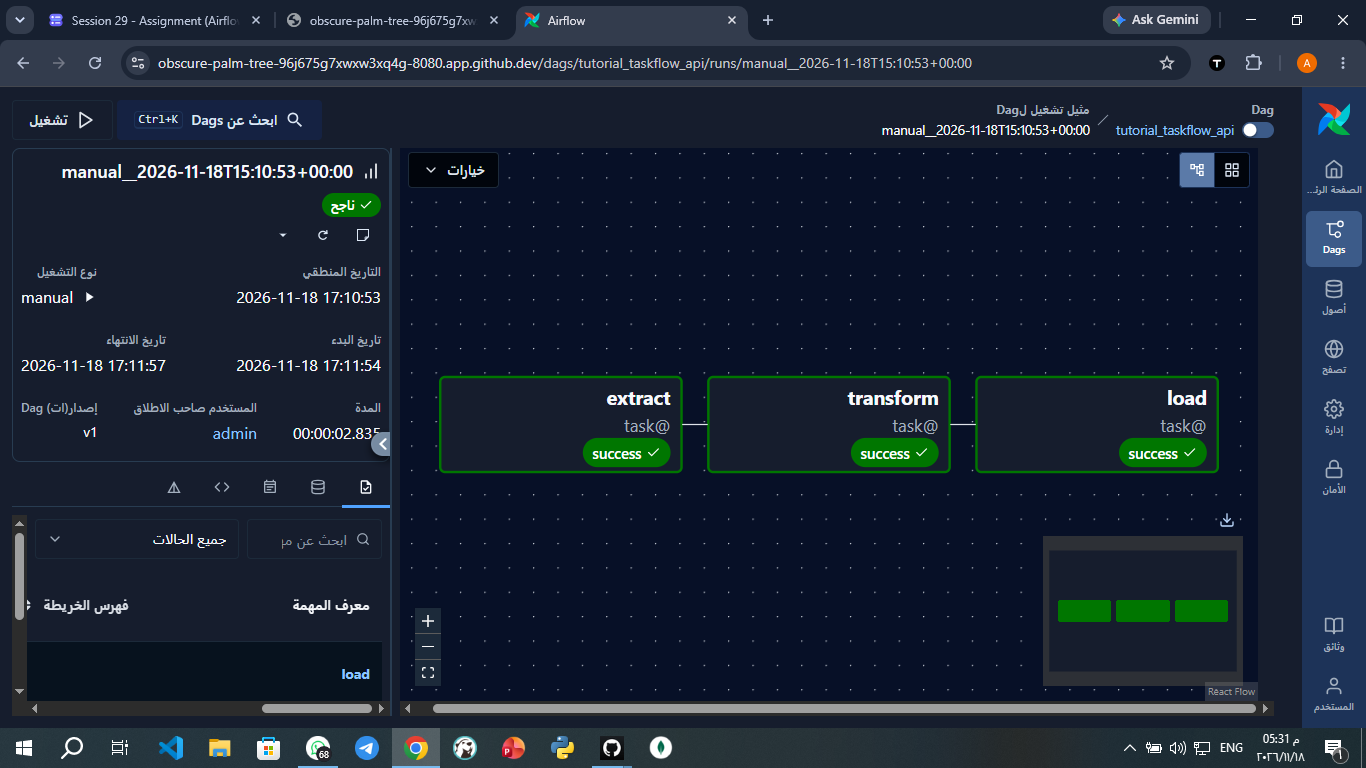 Session 29 - Assignment (Airflo
obscure-palm-tree-96j675g7xw
Airflow
Ask Gemini
obscure-palm-tree-96j675g7xwxw3xq4g-8080.app.github.dev/dags/tutorial_taskflow_api/runs/manual__2026-11-18T15:10:53+00:00
T
A
Dag
tutorial_taskflow_api
مثيل تشغيل لDag
manual__2026-11-18T15:10:53+00:00
ابحث عن Dags
Ctrl+K
تشغيل
الصفحة الرئ...
Dags
أصول
تصفح
إدارة
الأمان
وثائق
المستخدم
خيارات
manual__2026-11-18T15:10:53+00:00
ناجح
التاريخ المنطقي
نوع التشغيل
2026-11-18 17:10:53
manual
تاريخ البدء
تاريخ الانتهاء
2026-11-18 17:11:54
2026-11-18 17:11:57
المدة
المستخدم صاحب الاطلاق
إصدار(ات) Dag
00:00:02.835
admin
v1
ابحث عن مه
جميع الحالات
معرف المهمة
فهرس الخريطة
load
extract
task@
success
transform
task@
success
load
task@
success
React Flow
68
ENG
05:31 م
٢٠٢٦/١١/١٨
1